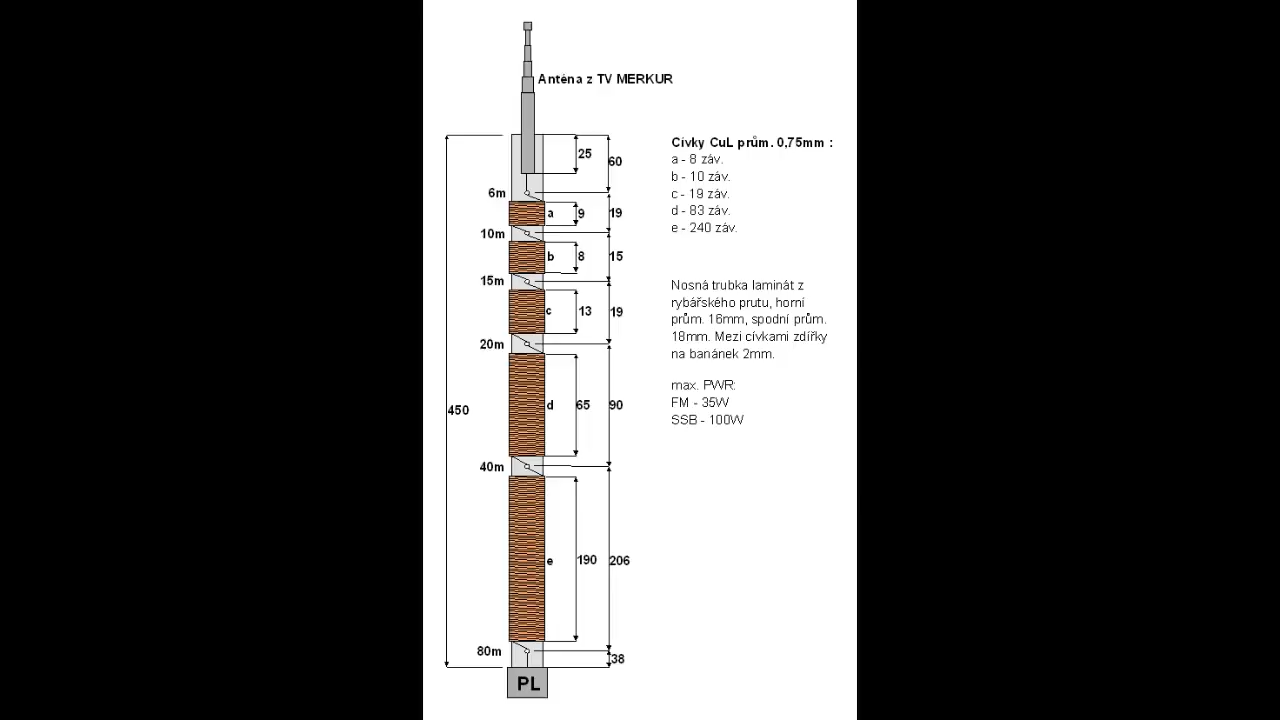 Anténa z TV MERKUR
25
60
Cívky CuL prům. 0,75mm :
a - 8 záv.
b - 10 záv.
c - 19 záv.
d - 83 záv.
e - 240 záv.
6m
a
9
19
10m
b
8
15
15m
c
13
19
20m
Nosná trubka laminát z
rybářského prutu, horní
prům. 16mm, spodní prům.
18mm. Mezi cívkami zdířky
na banánek 2mm.
max. PWR:
FM - 35W
SSB - 100W
450
d
65
90
40m
e
190
206
80m
38
PL